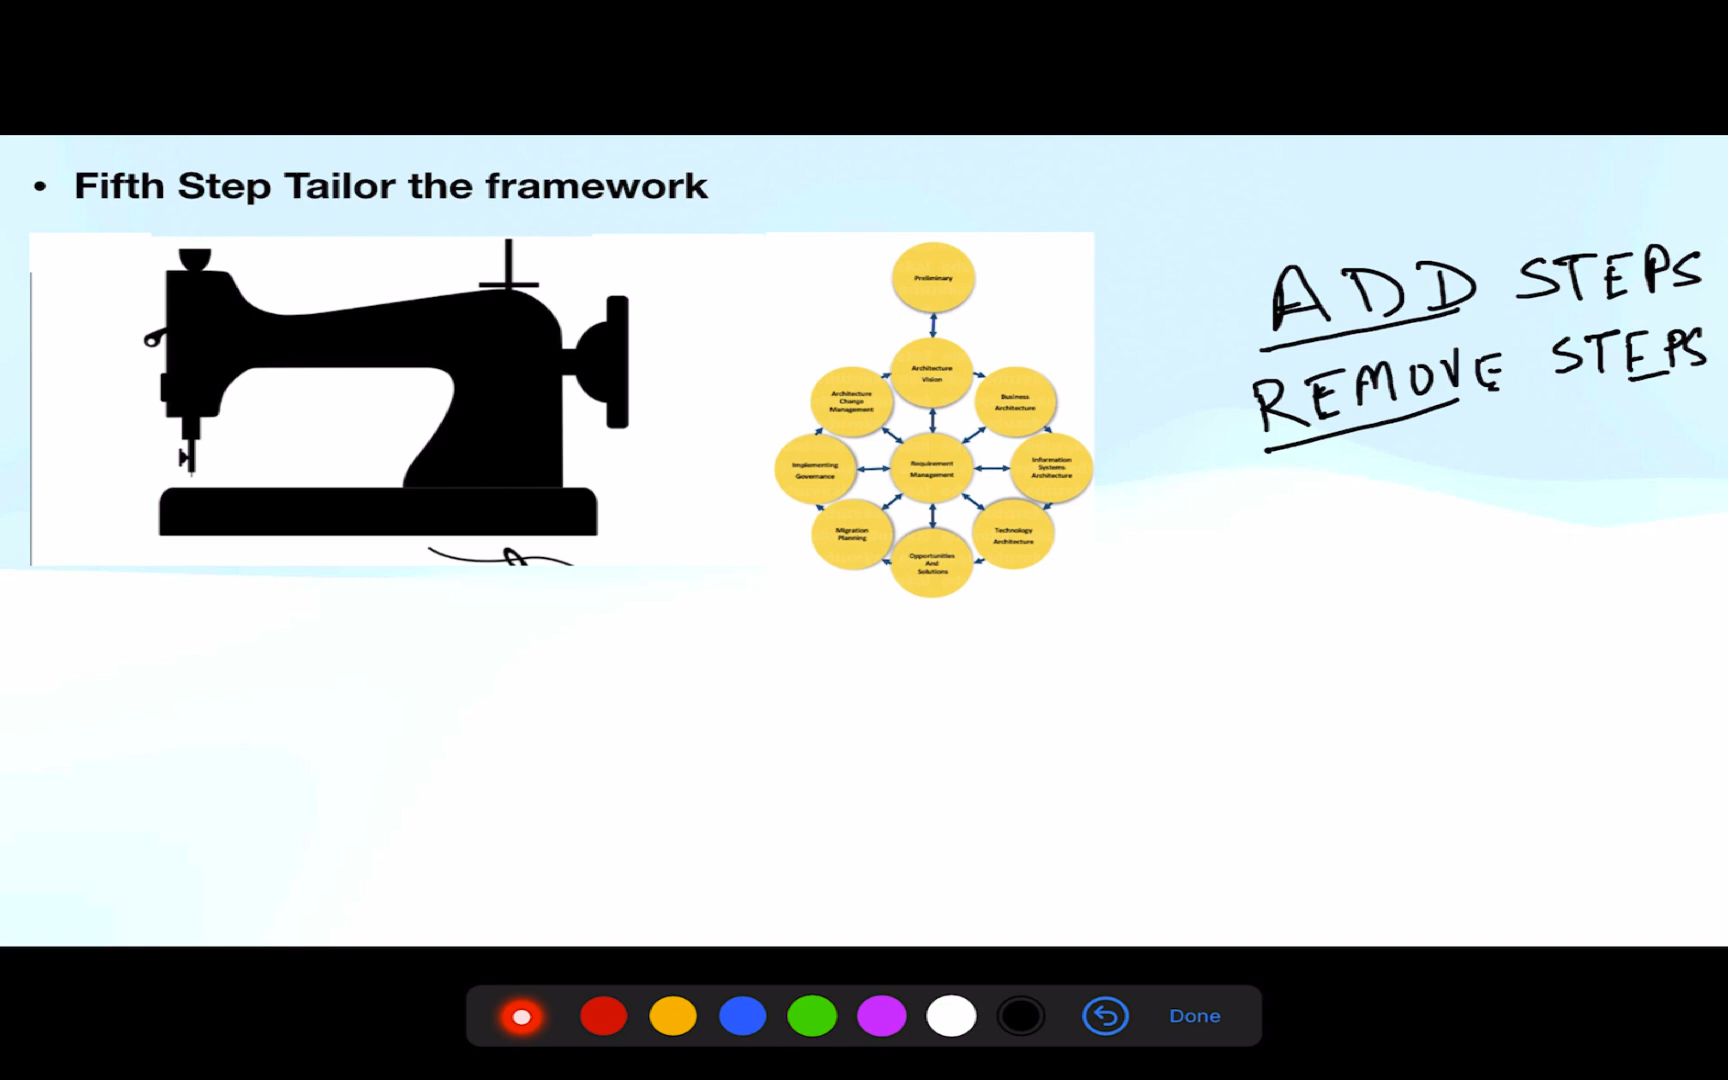 • Fifth Step Tailor the framework
Preliminary
Architecture
Vision
Architecture
Change
Management
Business
Architecture
Implementing
Governance
Requirement
Management
Information
Systems
Architecture
Migration
Planning
Technology
Architecture
Opportunities
And
Solutions
ADD STEPS
REMOVE STEPS
Done